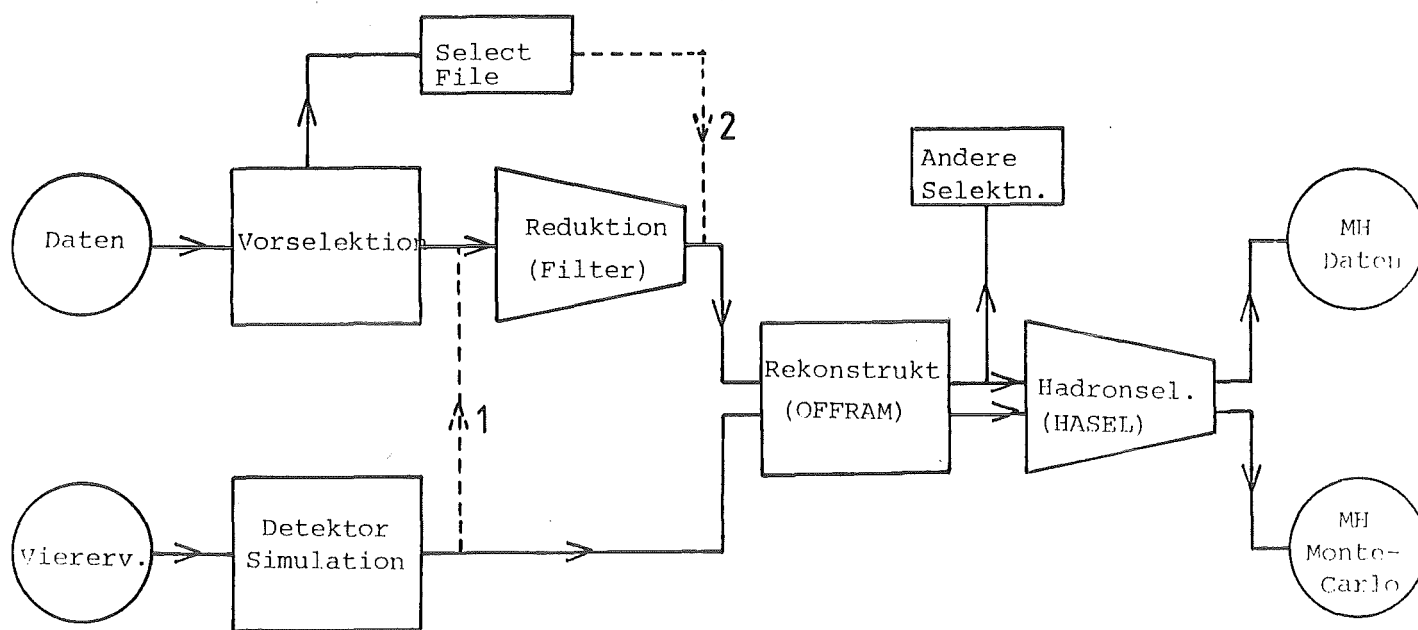 Select
File
2
Andere
Selektn.
Daten
Vorselektion
Reduktion
(Filter)
MH
Daten
Rekonstrukt
(OFFRAM)
Hadronsel.
(HASEL)
1
Viererv.
Detektor
Simulation
MH
Monte-
Carlo